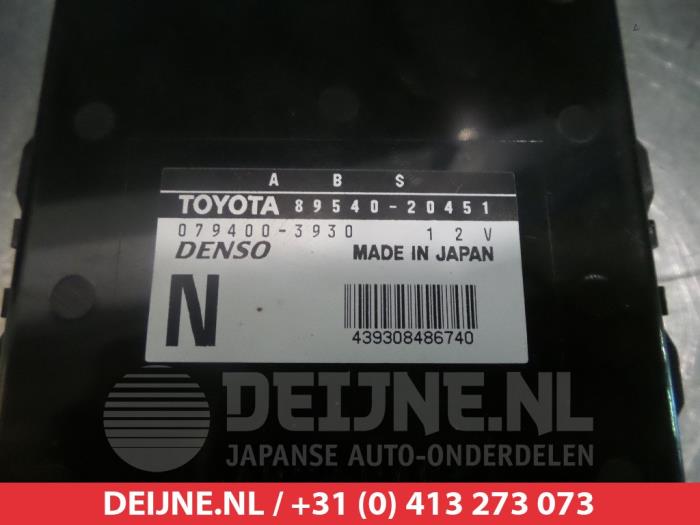 A B S
TOYOTA 89540-20451
079400-3930 12V
DENSO MADE IN JAPAN
N
439308486740
DEIJNE.NL
JAPANSE AUTO-ONDERDELEN
DEIJNE.NL / +31 (0) 413 273 073